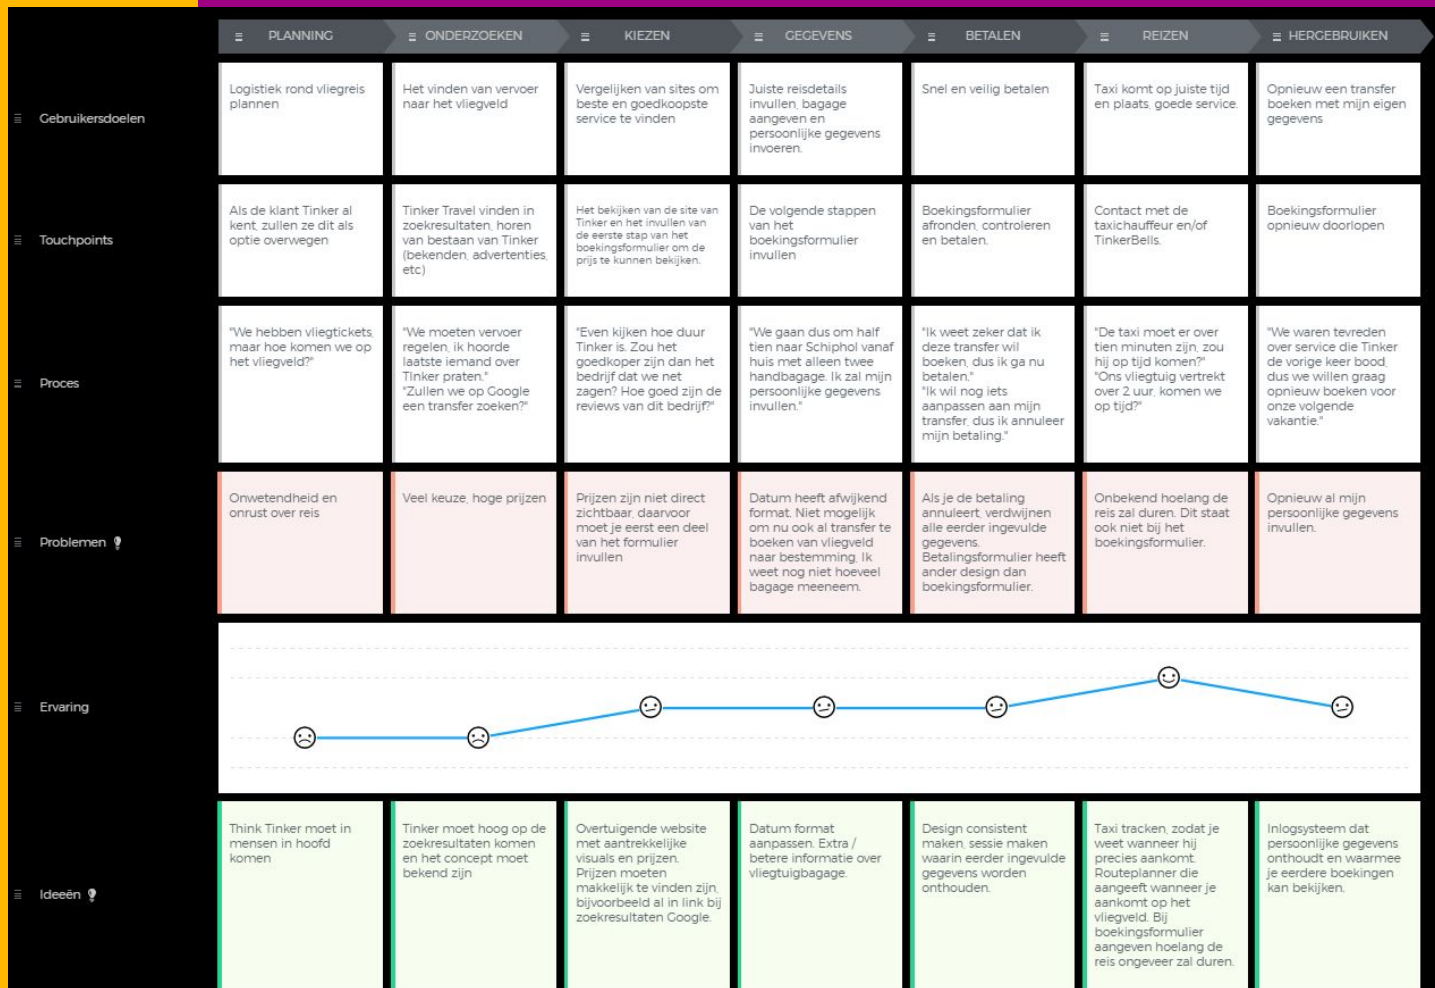 PLANNING
ONDERZOEKEN
KIEZEN
GEGEVENS
BETALEN
REIZEN
HERGEBRUIKEN
Gebruikersdoelen
Logistiek rond vliegreis
plannen
Het vinden van vervoer
naar het vliegveld
Vergelijken van sites om
beste en goedkoopste
service te vinden
Juiste reisdetails
invullen, bagage
aangeven en
persoonlijke gegevens
invoeren.
Snel en veilig betalen
Taxi komt op juiste tijd
en plaats, goede service.
Opnieuw een transfer
boeken met mijn eigen
gegevens
Touchpoints
Als de klant Tinker al
kent, zullen ze dit als
optie overwegen
Tinker Travel vinden in
zoekresultaten, horen
van bestaan van Tinker
(bekenden, advertenties,
etc)
Het bekijken van de site van
Tinker en het invullen van
de eerste stap van het
boekingsformulier om de
prijs te kunnen bekijken.
De volgende stappen
van het
boekingsformulier
invullen
Boekingsformulier
afronden, controleren
en betalen.
Contact met de
taxichauffeur en/of
TinkerBells.
Boekingsformulier
opnieuw doorlopen
Proces
"We hebben vliegtickets,
maar hoe komen we op
het vliegveld?"
"We moeten vervoer
regelen, ik hoorde
laatste iemand over
TInker praten."
"Zullen we op Google
een transfer zoeken?"
"Even kijken hoe duur
Tinker is. Zou het
goedkoper zijn dan het
bedrijf dat we net
zagen? Hoe goed zijn de
reviews van dit bedrijf?"
"We gaan dus om half
tien naar Schiphol vanaf
huis met alleen twee
handbagage. Ik zal mijn
persoonlijke gegevens
invullen."
"Ik weet zeker dat ik
deze transfer wil
boeken, dus ik ga nu
betalen."
"Ik wil nog iets
aanpassen aan mijn
transfer, dus ik annuleer
mijn betaling."
"De taxi moet er over
tien minuten zijn, zou
hij op tijd komen?"
"Ons vliegtuig vertrekt
over 2 uur, komen we
op tijd?"
"We waren tevreden
over service die Tinker
de vorige keer bood,
dus we willen graag
opnieuw boeken voor
onze volgende
vakantie."
Problemen
Onwetendheid en
onrust over reis
Veel keuze, hoge prijzen
Prijzen zijn niet direct
zichtbaar, daarvoor
moet je eerst een deel
van het formulier
invullen
Datum heeft afwijkend
format. Niet mogelijk
om nu ook al transfer te
boeken van vliegveld
naar bestemming, Ik
weet nog niet hoeveel
bagage meeneem.
Als je de betaling
annuleert, verdwijnen
alle eerder ingevulde
gegevens.
Betalingsformulier heeft
ander design dan
boekingsformulier.
Onbekend hoelang de
reis zal duren. Dit staat
ook niet bij het
boekingsformulier.
Opnieuw al mijn
persoonlijke gegevens
invullen.
Ervaring
Ideeën
Think Tinker moet in
mensen in hoofd
komen
Tinker moet hoog op de
zoekresultaten komen
en het concept moet
bekend zijn
Overtuigende website
met aantrekkelijke
visuals en prijzen.
Prijzen moeten
makkelijk te vinden zijn,
bijvoorbeeld al in link bij
zoekresultaten Google.
Datum format
aanpassen. Extra /
betere informatie over
vliegtuigbagage.
Design consistent
maken, sessie maken
waarin eerder ingevulde
gegevens worden
onthouden.
Taxi tracken, zodat je
weet wanneer hij
precies aankomt.
Routeplanner die
aangeeft wanneer je
aankomt op het
vliegveld. Bij
boekingsformulier
aangeven hoelang de
reis ongeveer zal duren.
Inlogsysteem dat
persoonlijke gegevens
onthoudt en waarmee
je eerdere boekingen
kan bekijken.